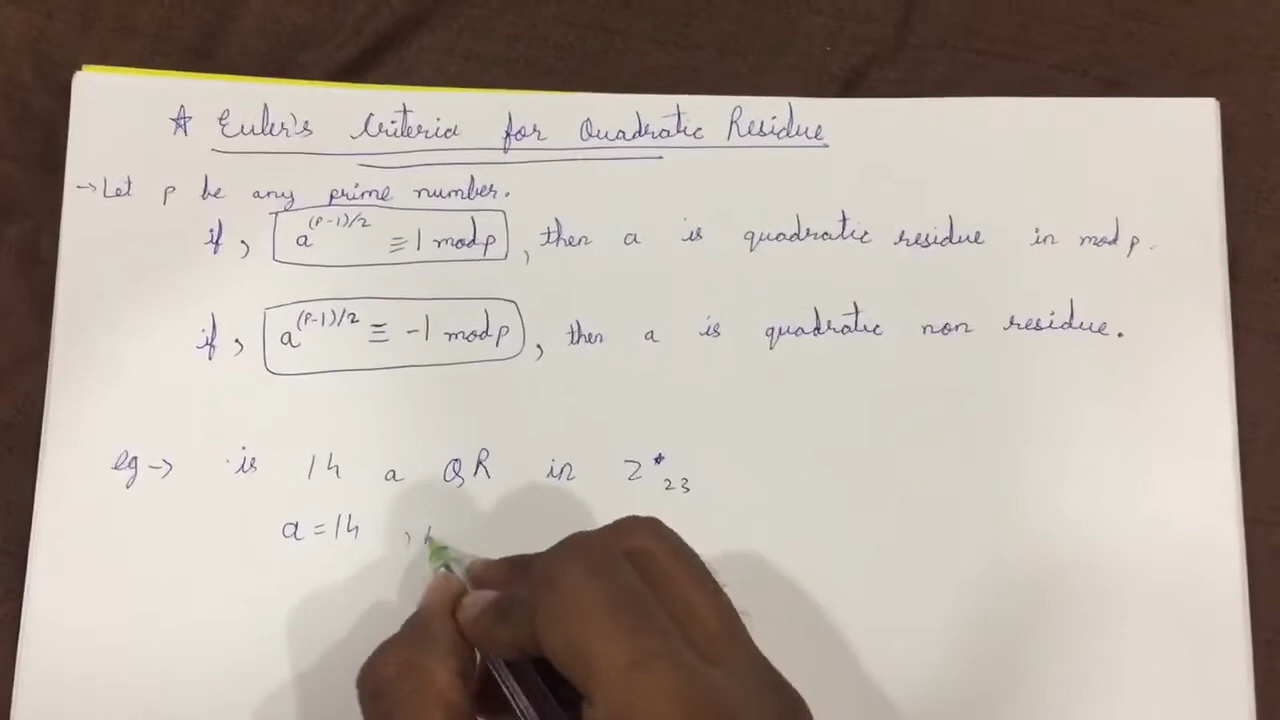 ☆ Euler's Criteria for Quadratic Residue
→ Let p be any prime number.
if, a^(p-1)/2 ≡ 1 mod p, then a is quadratic residue in mod p.
if, a^(p-1)/2 ≡ -1 mod p, then a is quadratic non residue.
eg → is 14 a QR in Z*₂₃
a = 14 ,